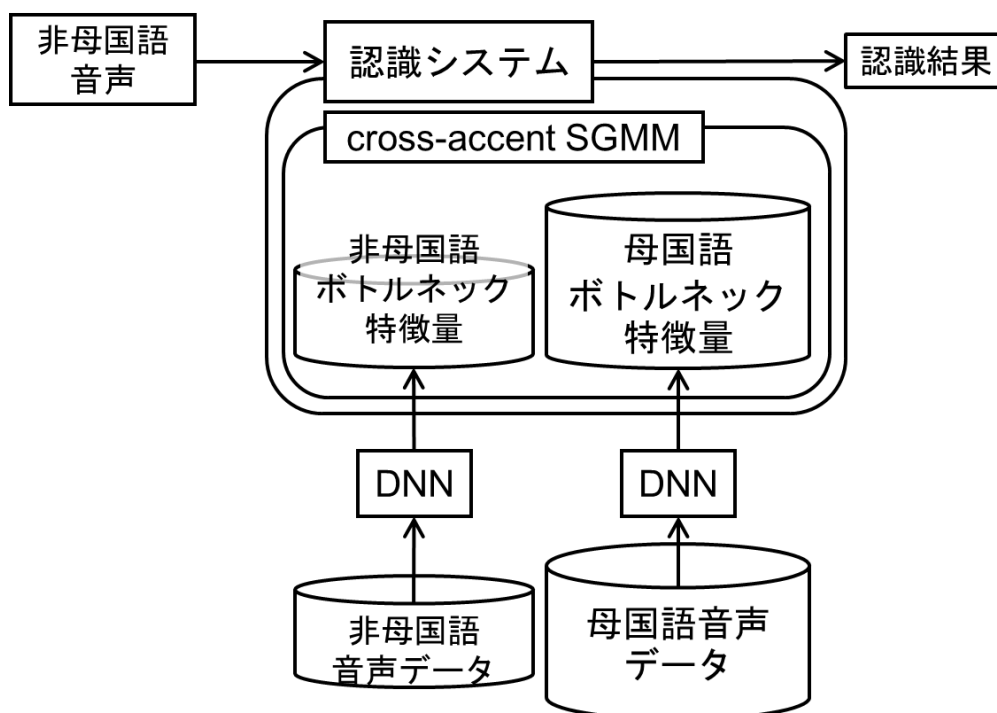 非母国語
音声
認識システム
認識結果
cross-accent SGMM
非母国語
ボトルネック
特徴量
母国語
ボトルネック
特徴量
DNN
DNN
非母国語
音声データ
母国語音声
データ